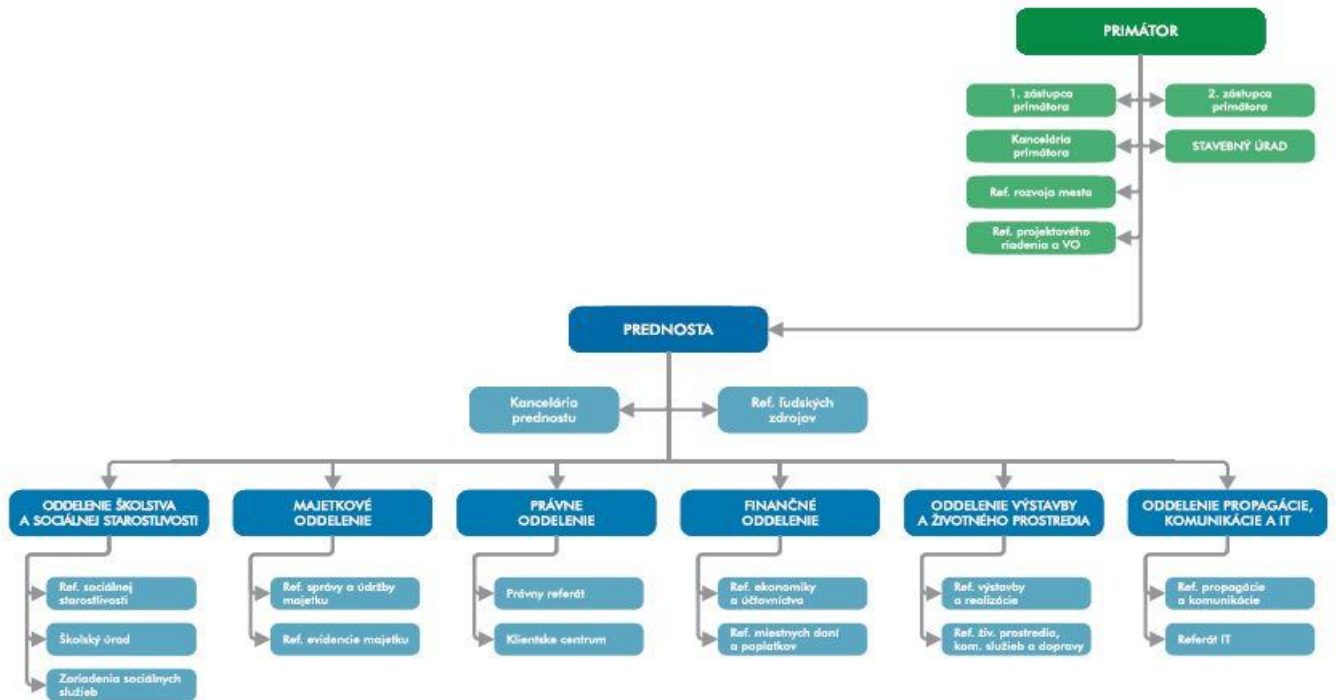 PRIMÁTOR
1. zástupca
primátora
2. zástupca
primátora
Kancelária
primátora
STAVEBNÝ ÚRAD
Ref. rozvoja mesta
Ref. projektového
riadenia a VO
PREDNOSTA
Kancelária
prednostu
Ref. ľudských
zdrojov
ODDELENIE ŠKOLSTVA
A SOCIÁLNEJ STAROSTLIVOSTI
Ref. sociálnej
starostlivosti
Školský úrad
Zariadenia sociálnych
služieb
MAJETKOVÉ
ODDELENIE
Ref. správy a údržby
majetku
Ref. evidencie majetku
PRÁVNE
ODDELENIE
Právny referát
Klientske centrum
FINANČNÉ
ODDELENIE
Ref. ekonomiky
a účtovníctva
Ref. miestnych daní
a poplatkov
ODDELENIE VÝSTAVBY
A ŽIVOTNÉHO PROSTREDIA
Ref. výstavby
a realizácie
Ref. živ. prostredia,
kom. služieb a dopravy
ODDELENIE PROPAGÁCIE,
KOMUNIKÁCIE A IT
Ref. propagácie
a komunikácie
Referát IT